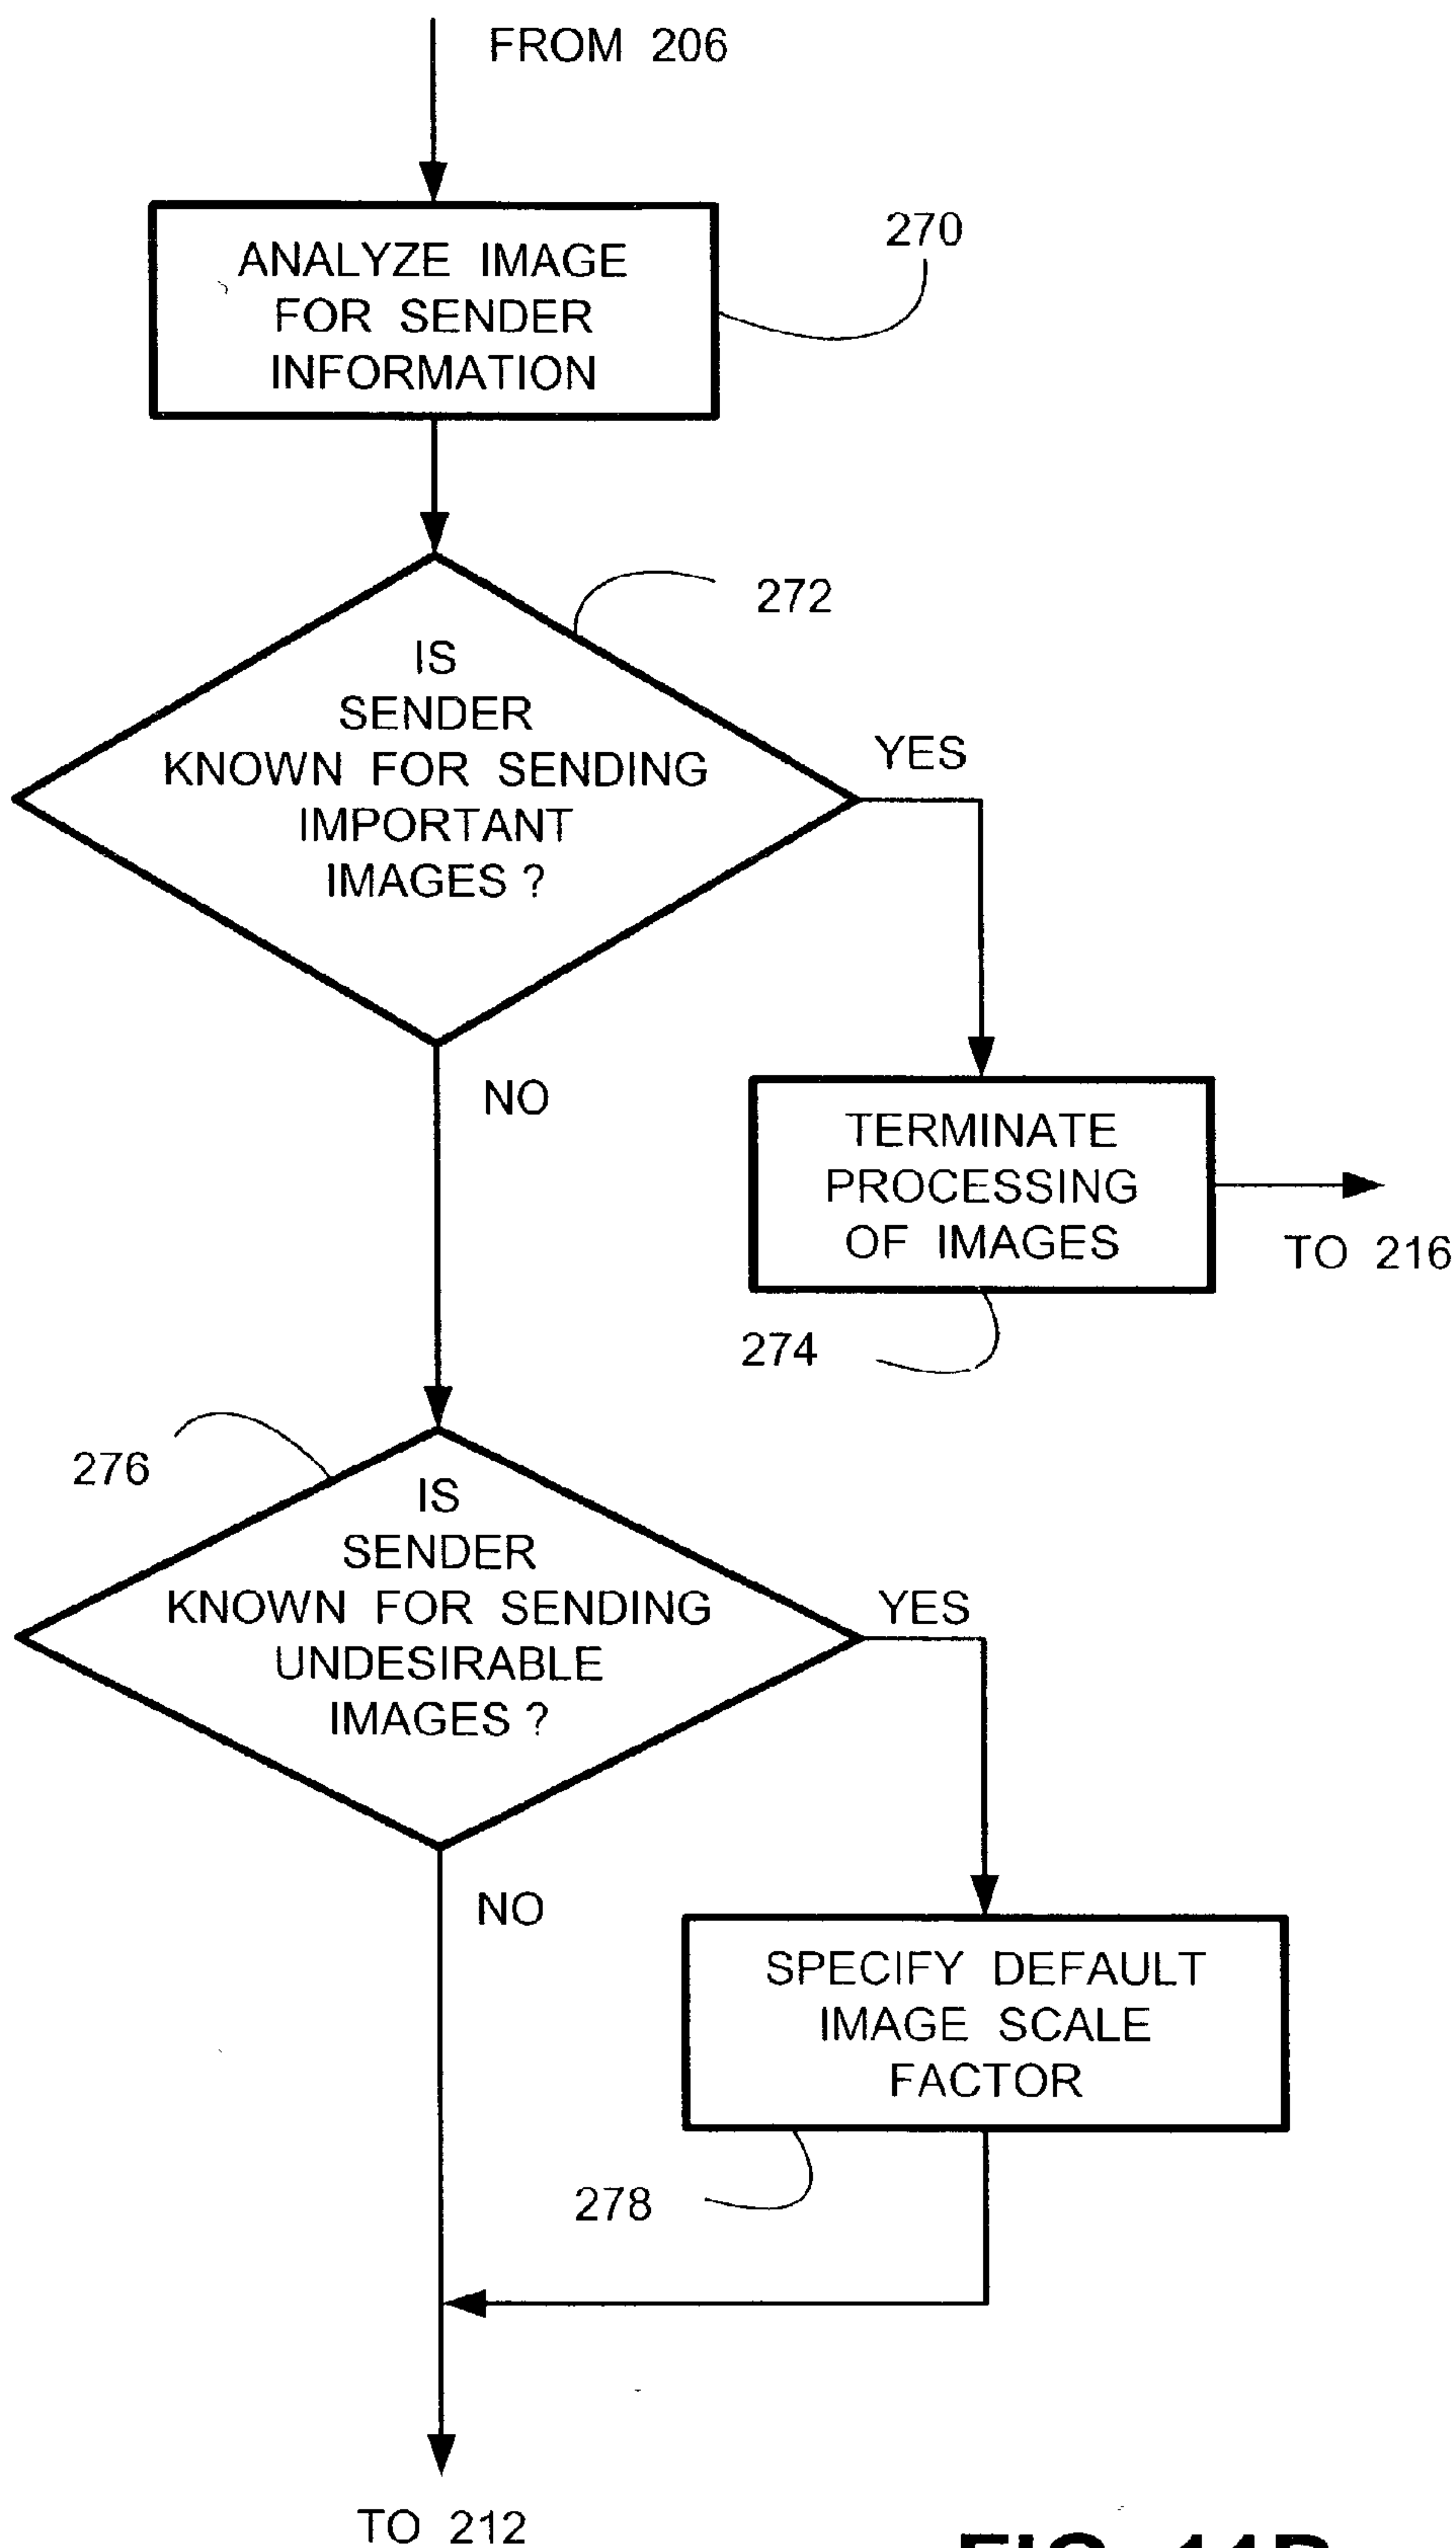 FROM 206
ANALYZE IMAGE
FOR SENDER
INFORMATION
270
IS
SENDER
KNOWN FOR SENDING
IMPORTANT
IMAGES ?
272
YES
NO
TERMINATE
PROCESSING
OF IMAGES
TO 216
274
276
IS
SENDER
KNOWN FOR SENDING
UNDESIRABLE
IMAGES ?
YES
NO
SPECIFY DEFAULT
IMAGE SCALE
FACTOR
278
TO 212